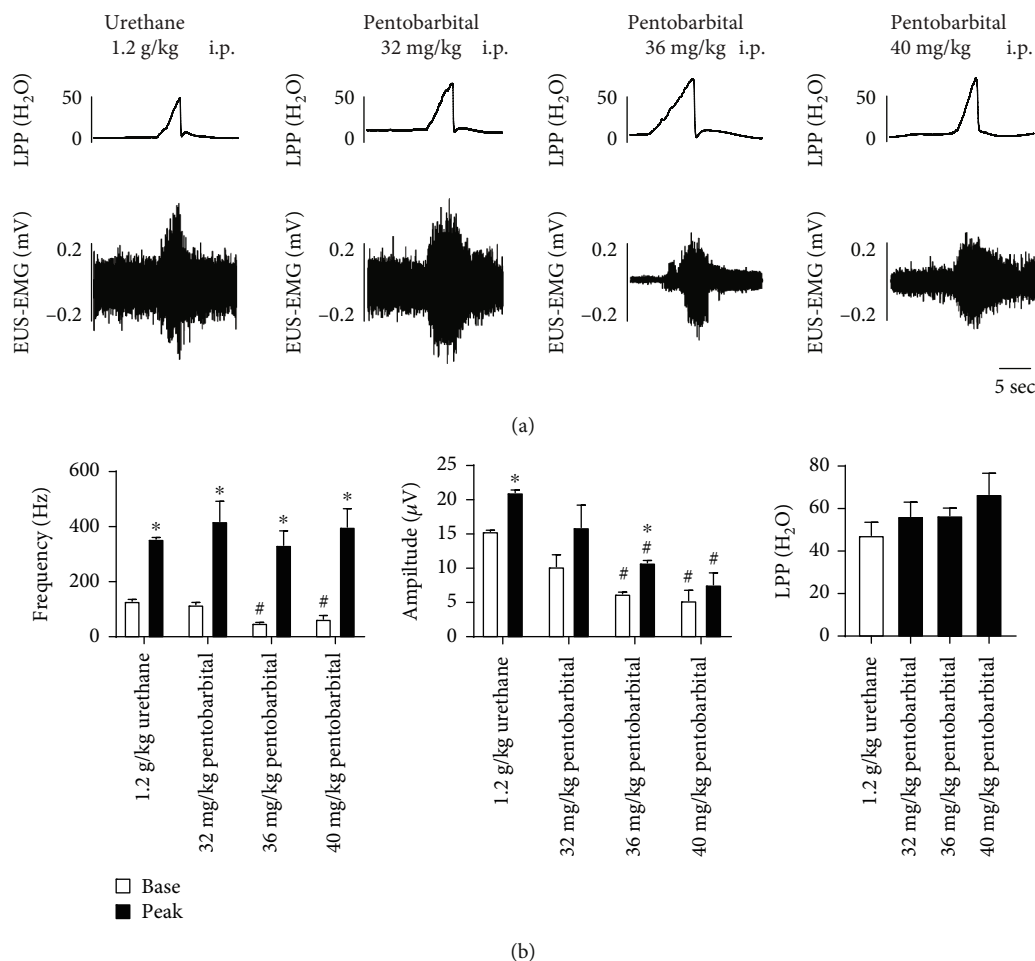 Urethane
1.2 g/kg i.p.
Pentobarbital
32 mg/kg i.p.
Pentobarbital
36 mg/kg i.p.
Pentobarbital
40 mg/kg i.p.
LPP (H₂O)
50
0
LPP (H₂O)
50
0
LPP (H₂O)
50
0
LPP (H₂O)
50
0
EUS-EMG (mV)
0.2
–0.2
EUS-EMG (mV)
0.2
–0.2
EUS-EMG (mV)
0.2
–0.2
EUS-EMG (mV)
0.2
–0.2
5 sec
(a)
Frequency (Hz)
600
400
200
0
*
*
#
*
#
*
1.2 g/kg urethane
32 mg/kg pentobarbital
36 mg/kg pentobarbital
40 mg/kg pentobarbital
Base
Peak
Ampiltude (μV)
25
20
15
10
5
0
*
#
*
#
#
#
1.2 g/kg urethane
32 mg/kg pentobarbital
36 mg/kg pentobarbital
40 mg/kg pentobarbital
LPP (H₂O)
80
60
40
20
0
1.2 g/kg urethane
32 mg/kg pentobarbital
36 mg/kg pentobarbital
40 mg/kg pentobarbital
(b)